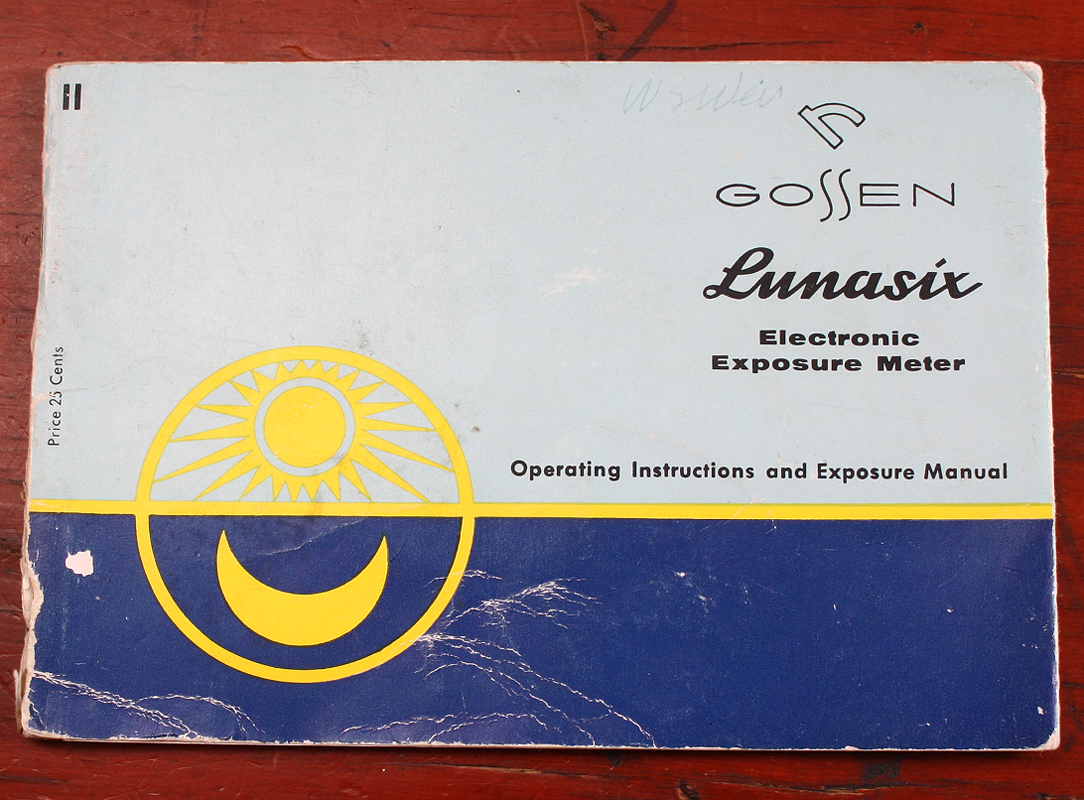 II
GOSSEN
Lunasix
Electronic
Exposure Meter
Price 25 Cents
Operating Instructions and Exposure Manual